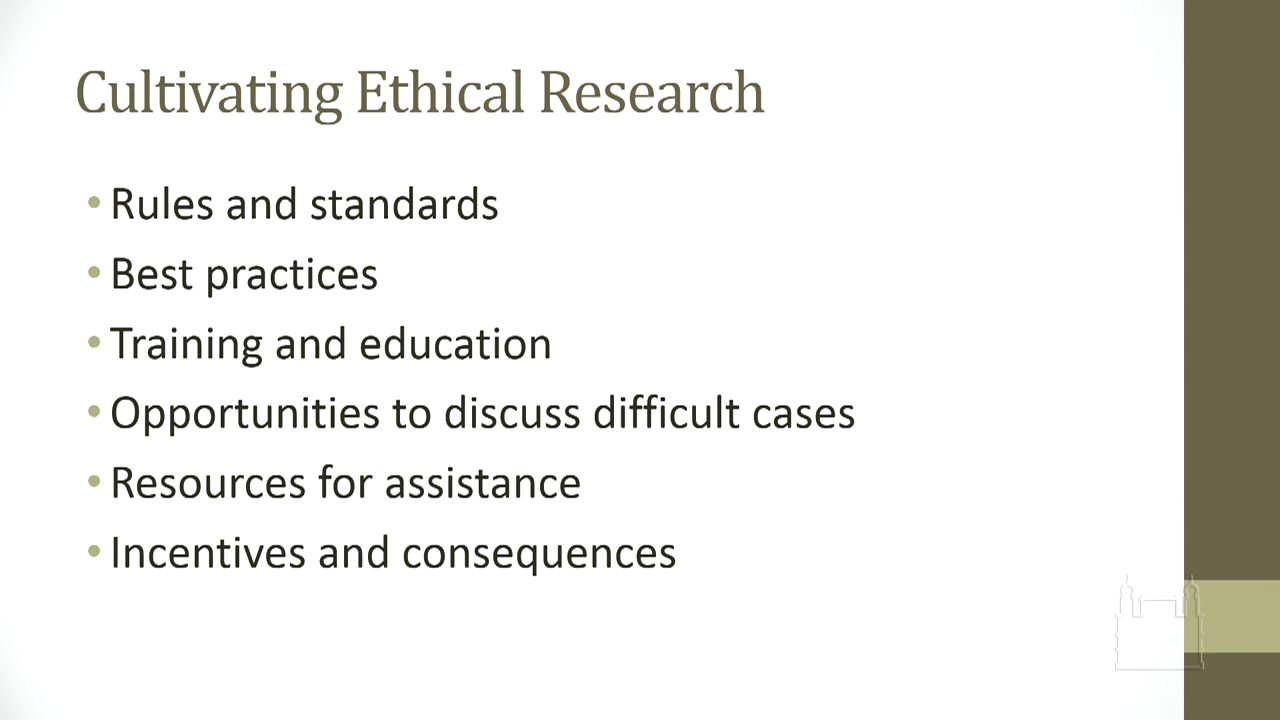 Cultivating Ethical Research
• Rules and standards
• Best practices
• Training and education
• Opportunities to discuss difficult cases
• Resources for assistance
• Incentives and consequences